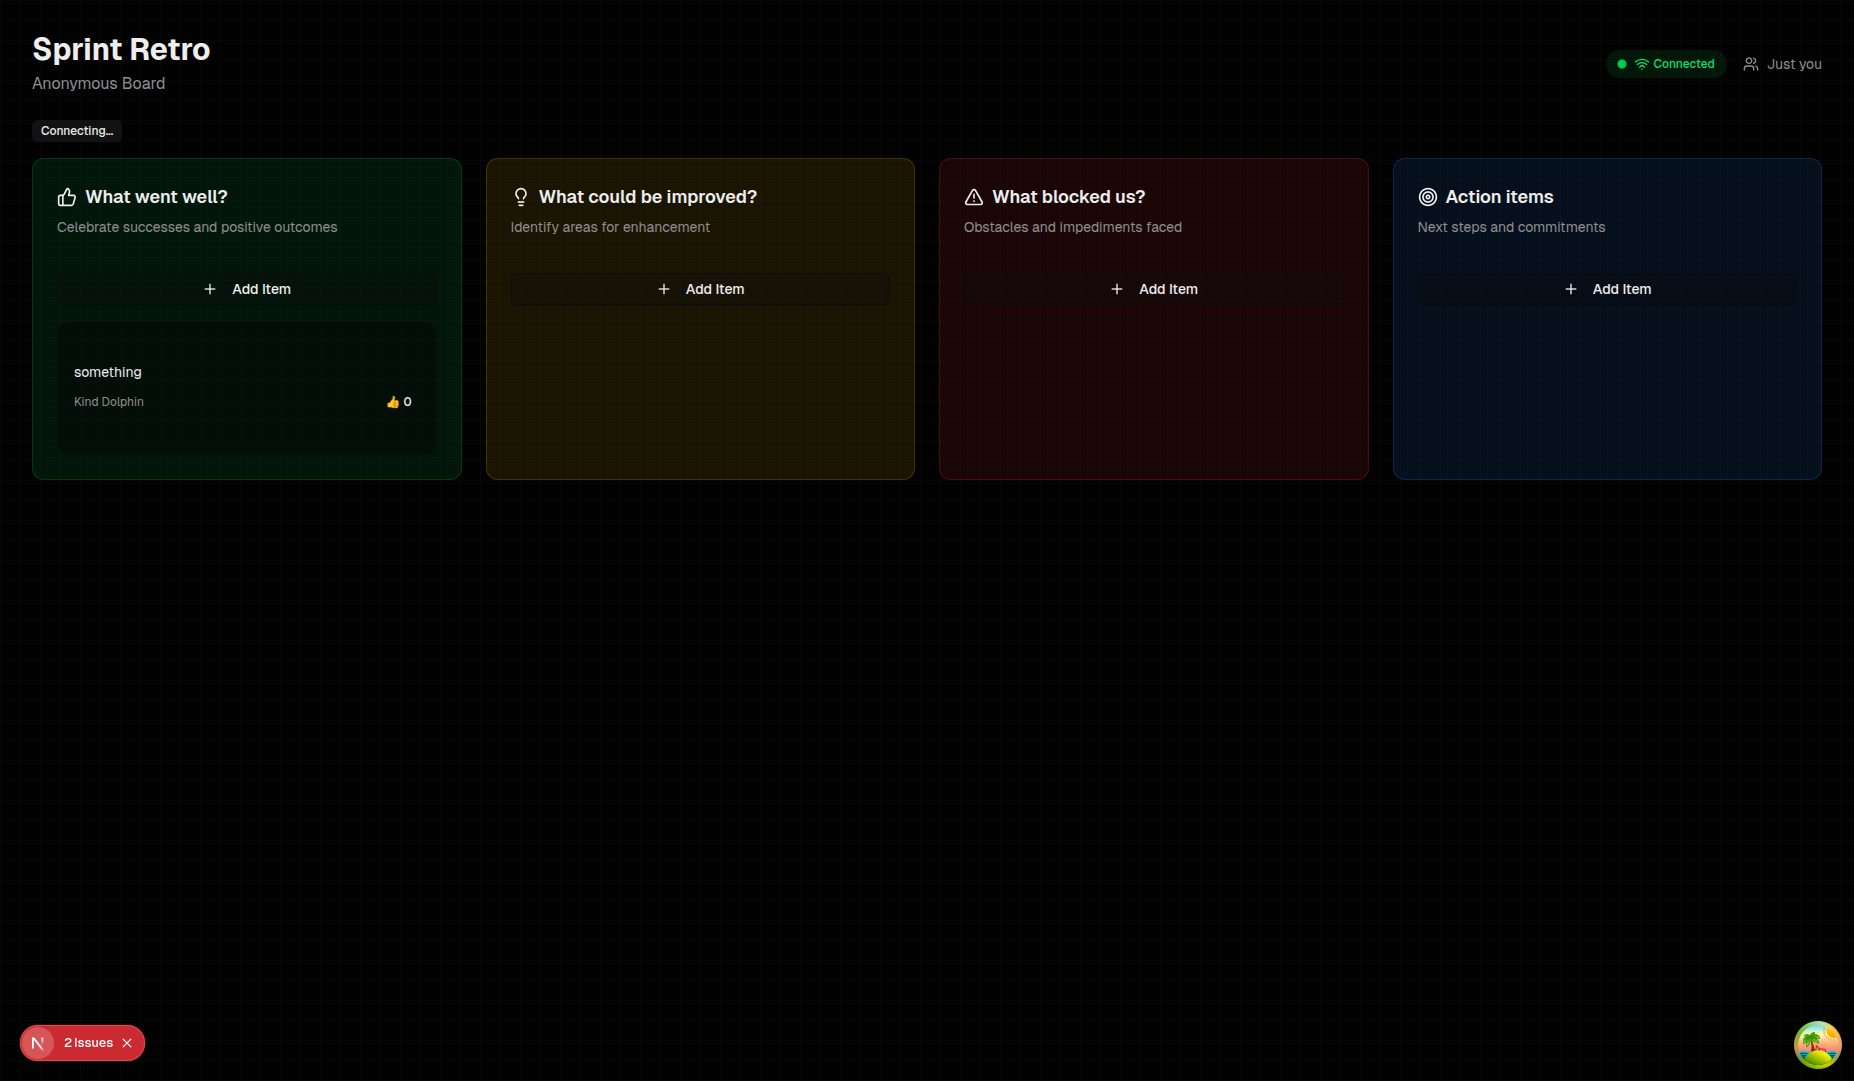 Sprint Retro
Anonymous Board
Connected
Just you
Connecting...
What went well?
Celebrate successes and positive outcomes
Add Item
something
Kind Dolphin
👍 0
What could be improved?
Identify areas for enhancement
Add Item
What blocked us?
Obstacles and impediments faced
Add Item
Action items
Next steps and commitments
Add Item
N
2 Issues